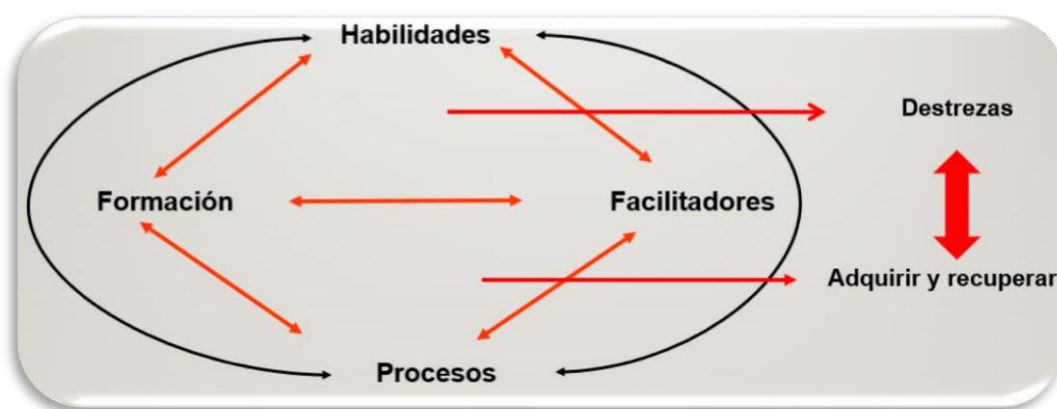 Habilidades
Destrezas
Formación
Facilitadores
Adquirir y recuperar
Procesos